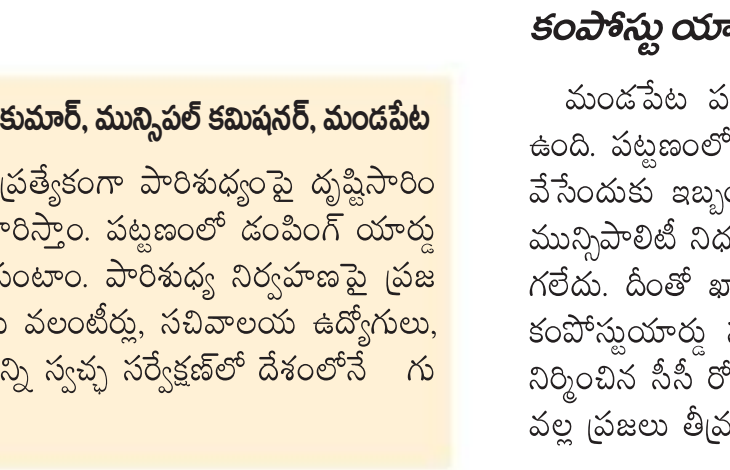 కుమార్, మున్సిపల్ కమిషనర్, మండపేట
ప్రత్యేకంగా పారిశుధ్యంపై దృష్టిసారిం
రిస్తాం. పట్టణంలో డంపింగ్ యార్డు
టాం. పారిశుధ్య నిర్వహణపై ప్రజ
వలంటీర్లు, సచివాలయ ఉద్యోగులు,
న్ని స్వచ్ఛ సర్వేక్షణ్‌లో దేశంలోనే గు
కంపోస్టు యా
మండపేట ప
ఉంది. పట్టణంలో
వేసేందుకు ఇబ్బం
మున్సిపాలిటీ నిధ
గలేదు. దీంతో ఖా
కంపోస్టుయార్డు
నిర్మించిన సీసీ రో
వల్ల ప్రజలు తీవ్ర